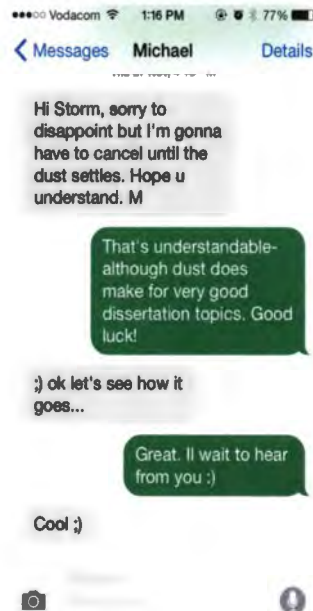 Vodacom 1:16 PM 77%
Messages Michael Details
Hi Storm, sorry to
disappoint but I'm gonna
have to cancel until the
dust settles. Hope u
understand. M
That's understandable-
although dust does
make for very good
dissertation topics. Good
luck!
;) ok let's see how it
goes...
Great. Il wait to hear
from you :)
Cool ;)